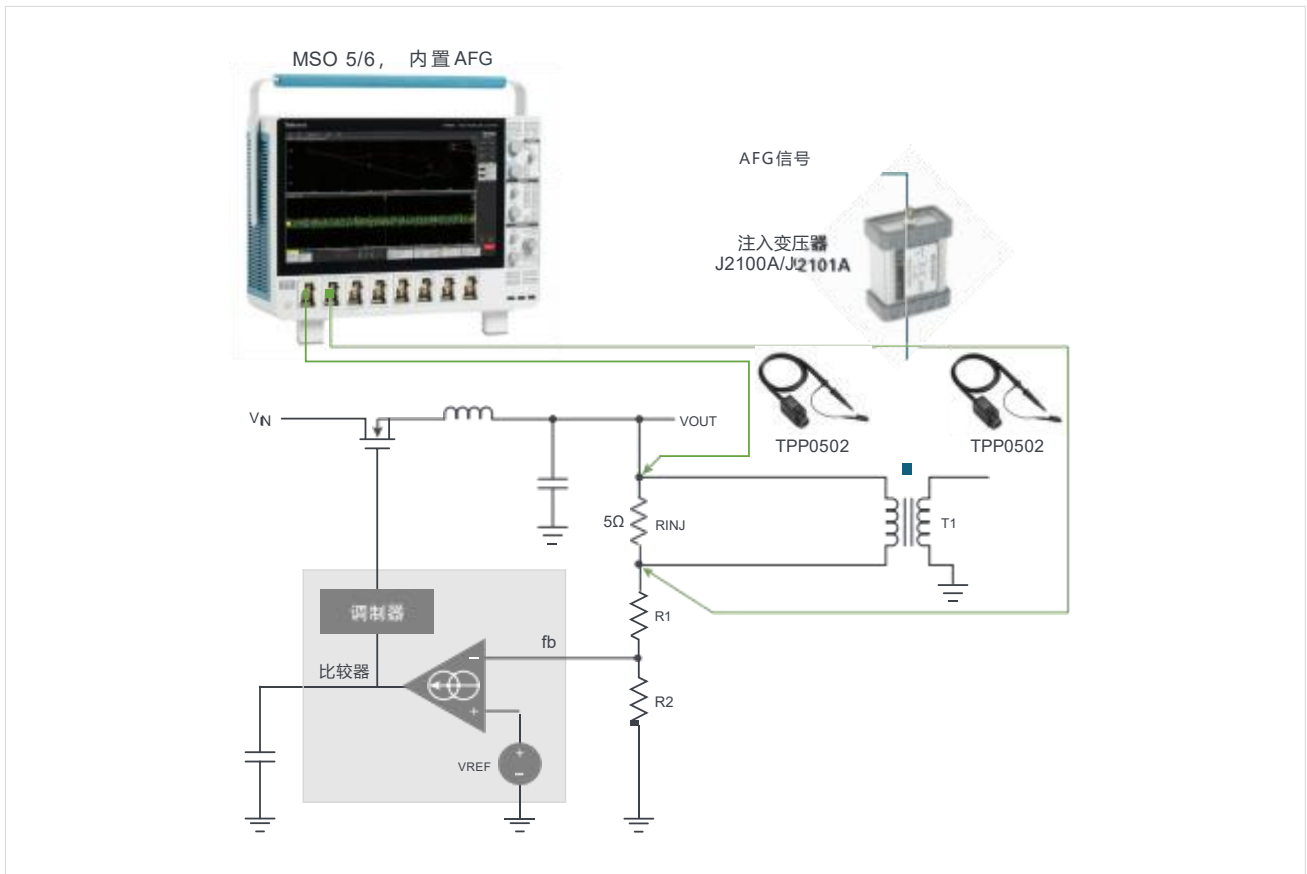 MSO 5/6， 内置AFG
AFG信号
注入变压器
J2100A/J2101A
TPP0502
TPP0502
VIN
VOUT
5Ω
RINJ
T1
调制器
R1
fb
比较器
R2
VREF